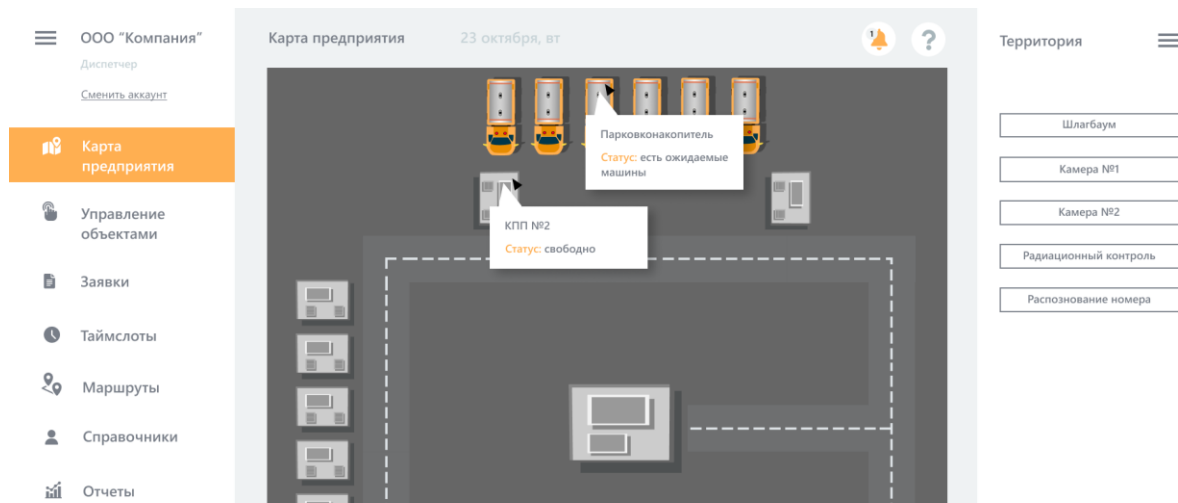 ООО “Компания”
Диспетчер
Сменить аккаунт
Карта
предприятия
Управление
объектами
Заявки
Таймслоты
Маршруты
Справочники
Отчеты
Карта предприятия
23 октября, вт
1
?
Парковконакопитель
Статус: есть ожидаемые
машины
КПП №2
Статус: свободно
Территория
Шлагбаум
Камера №1
Камера №2
Радиационный контроль
Распознование номера